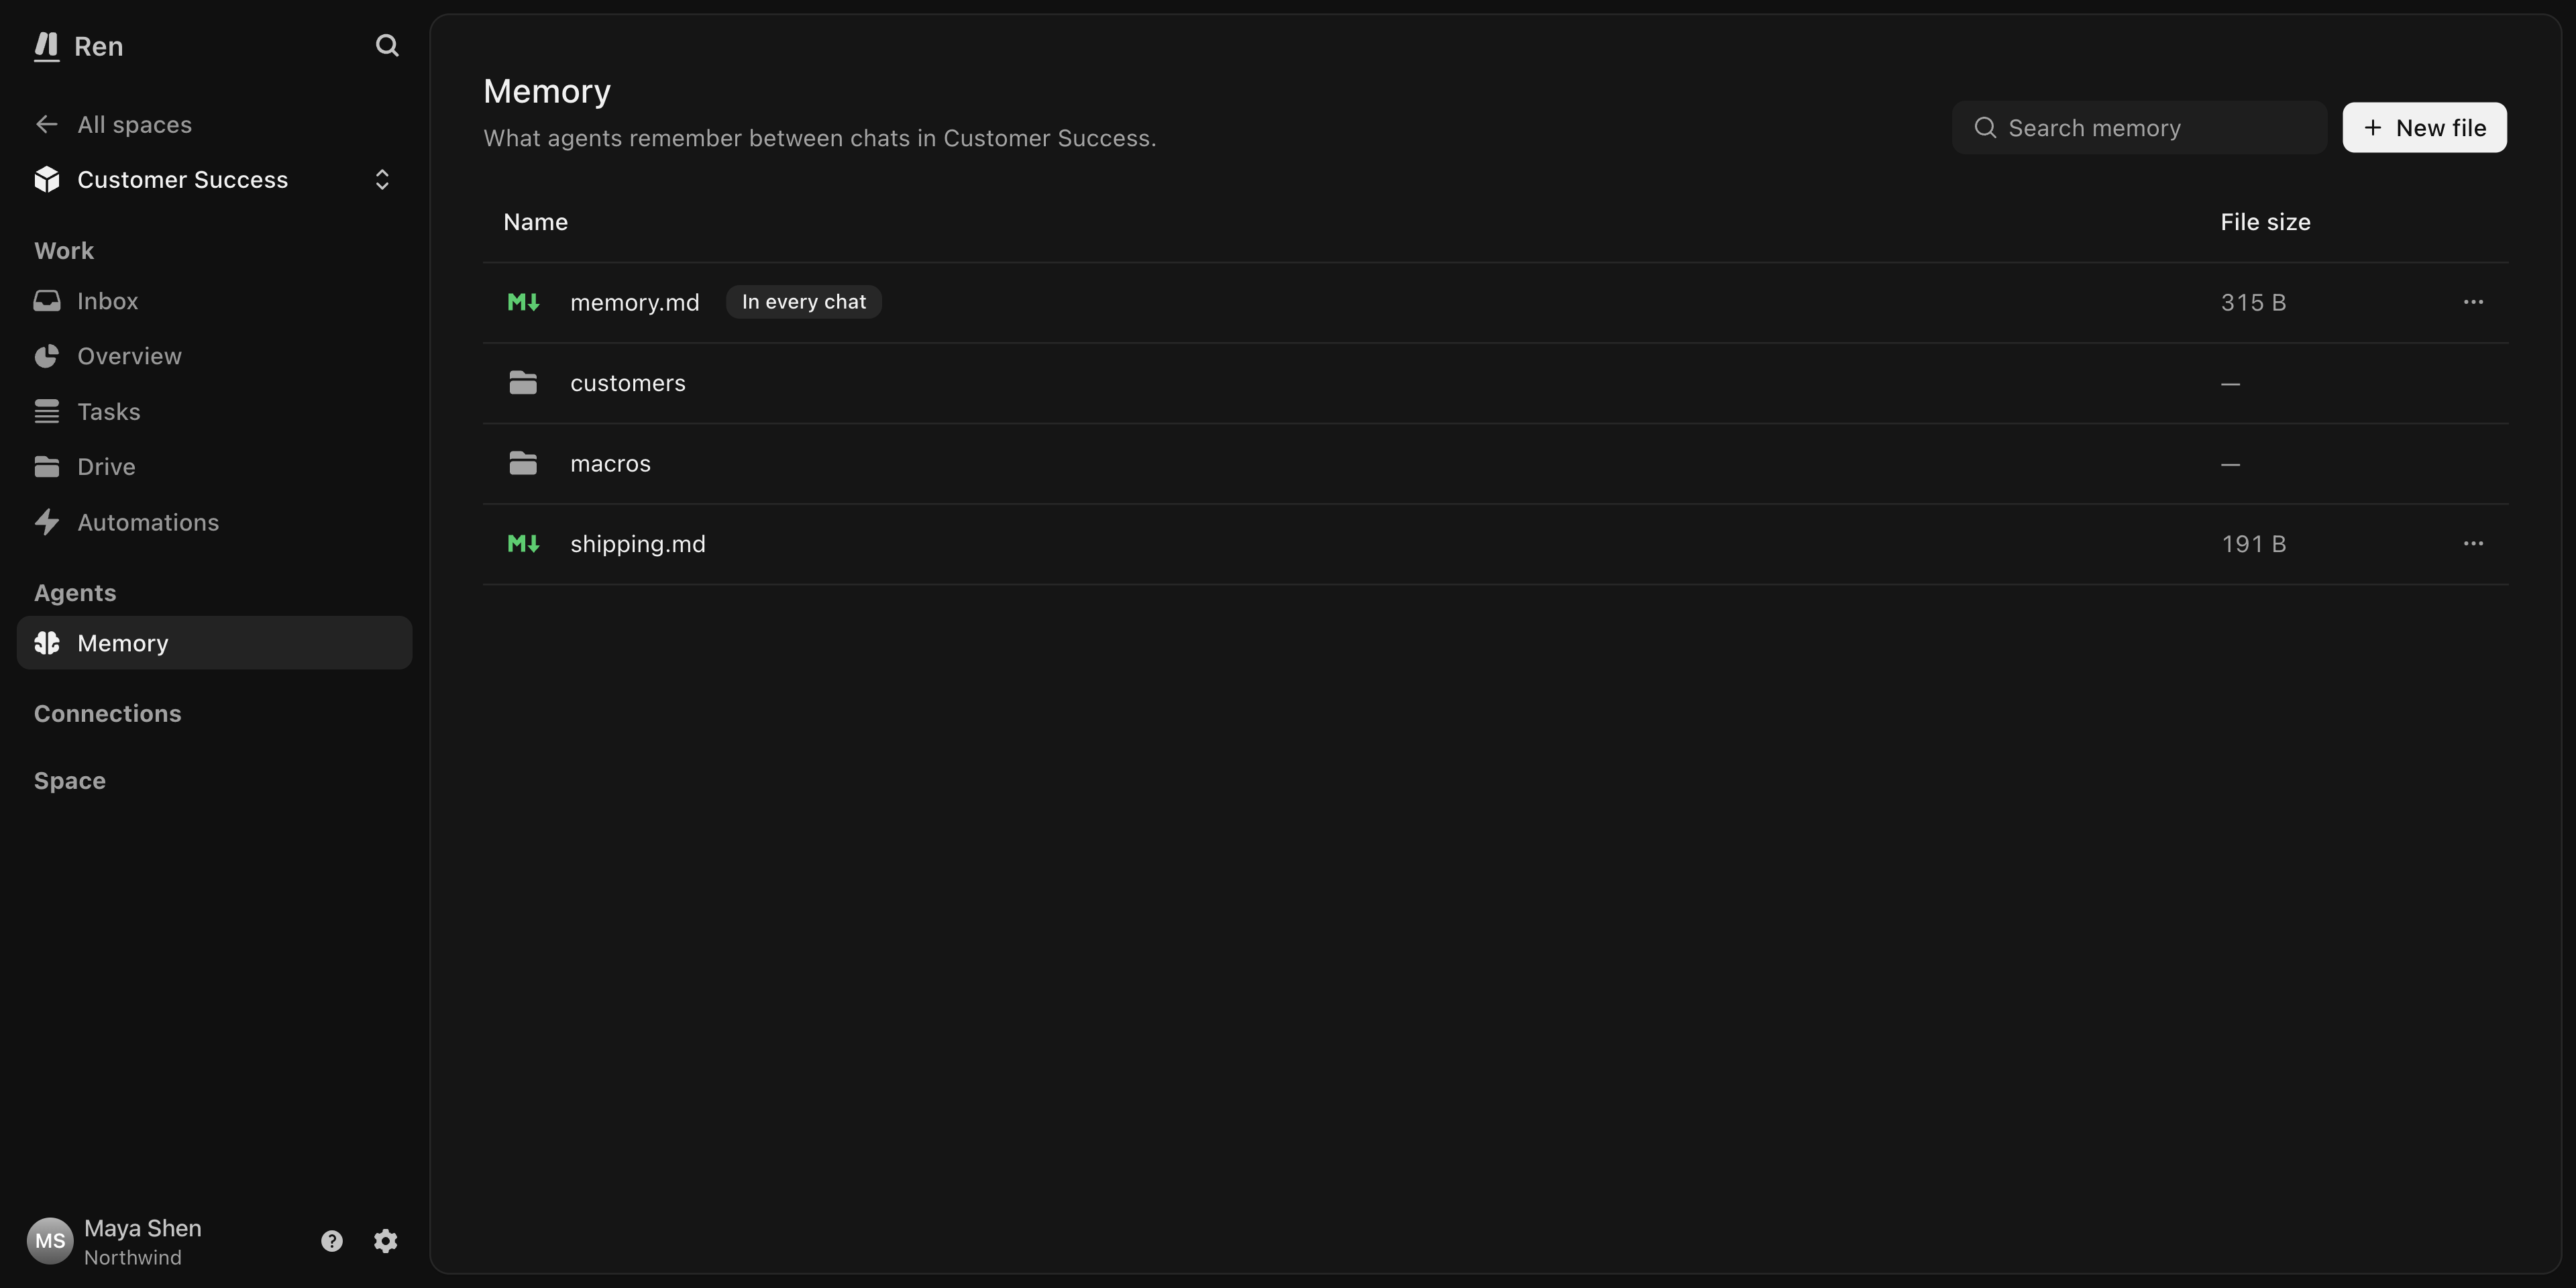 Ren
All spaces
Customer Success
Work
Inbox
Overview
Tasks
Drive
Automations
Agents
Memory
Connections
Space
MS
Maya Shen
Northwind
?
Memory
What agents remember between chats in Customer Success.
Search memory
+ New file
Name File size
M memory.md In every chat 315 B ...
customers —
macros —
M shipping.md 191 B ...